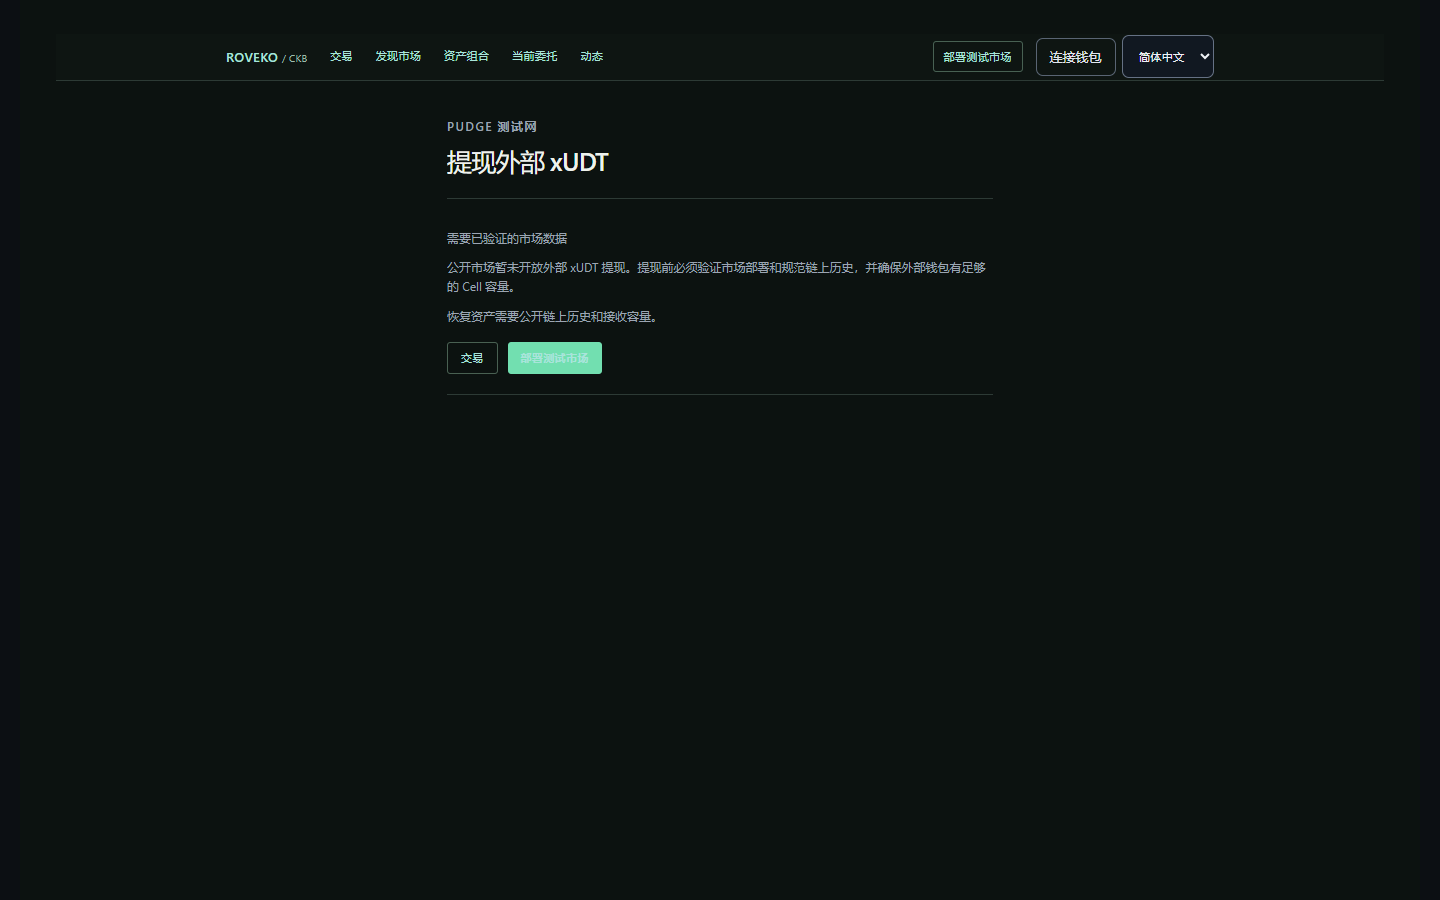 ROVEKO / CKB 交易 发现市场 资产组合 当前委托 动态 部署测试市场 连接钱包 简体中文
PUDGE 测试网
提现外部 xUDT
需要已验证的市场数据
公开市场暂未开放外部 xUDT 提现。提现前必须验证市场部署和规范链上历史，并确保外部钱包有足够
的 Cell 容量。
恢复资产需要公开链上历史和接收容量。
交易 部署测试市场